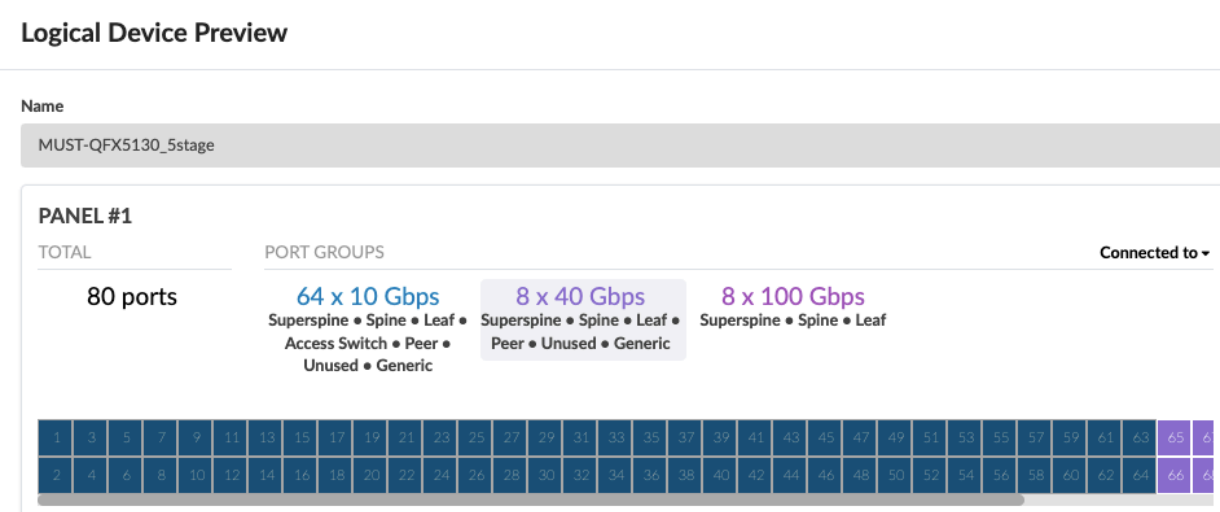 Logical Device Preview
Name
MUST-QFX5130_5stage
PANEL #1
TOTAL
PORT GROUPS
Connected to
80 ports
64 x 10 Gbps
Superspine • Spine • Leaf •
Access Switch • Peer •
Unused • Generic
8 x 40 Gbps
Superspine • Spine • Leaf •
Peer • Unused • Generic
8 x 100 Gbps
Superspine • Spine • Leaf
1 3 5 7 9 11 13 15 17 19 21 23 25 27 29 31 33 35 37 39 41 43 45 47 49 51 53 55 57 59 61 63 65
2 4 6 8 10 12 14 16 18 20 22 24 26 28 30 32 34 36 38 40 42 44 46 48 50 52 54 56 58 60 62 64 66